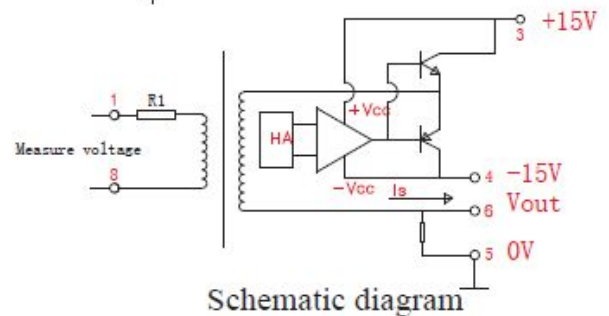 +15V
3
1
R1
+Vcc
HA
Measure voltage
8
-Vcc
Is
4
-15V
6
Vout
5
0V
Schematic diagram